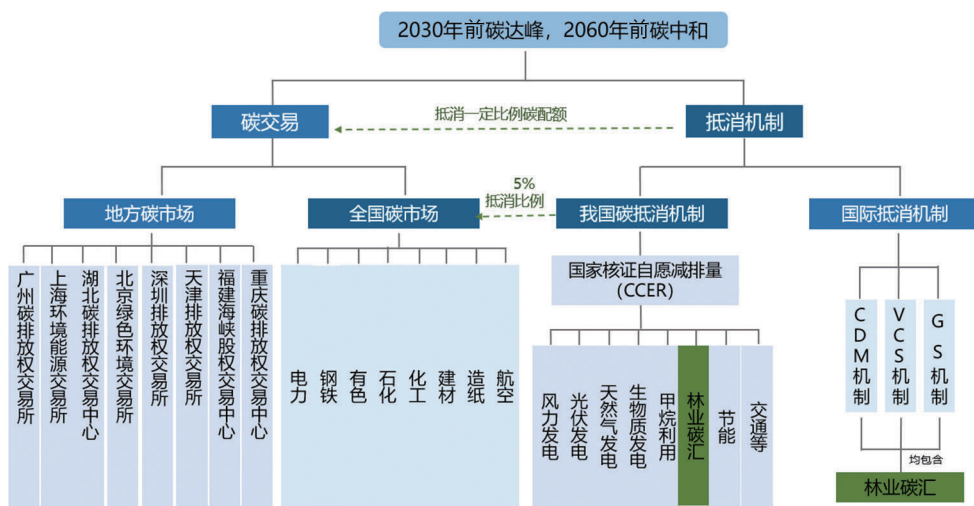 2030年前碳达峰，2060年前碳中和
碳交易
抵消一定比例碳配额
抵消机制
5%
抵消比例
地方碳市场
全国碳市场
我国碳抵消机制
国际抵消机制
广州碳排放权交易所
上海环境能源交易所
湖北碳排放权交易中心
北京绿色环境交易所
深圳排放权交易所
天津排放权交易所
福建海峡股权交易中心
重庆碳排放权交易中心
电力
钢铁
有色
石化
化工
建材
造纸
航空
国家核证自愿减排量
（CCER）
风力发电
光伏发电
天然气发电
生物质发电
甲烷利用
林业碳汇
节能
交通等
CDM机制
VCS机制
GS机制
均包含
林业碳汇